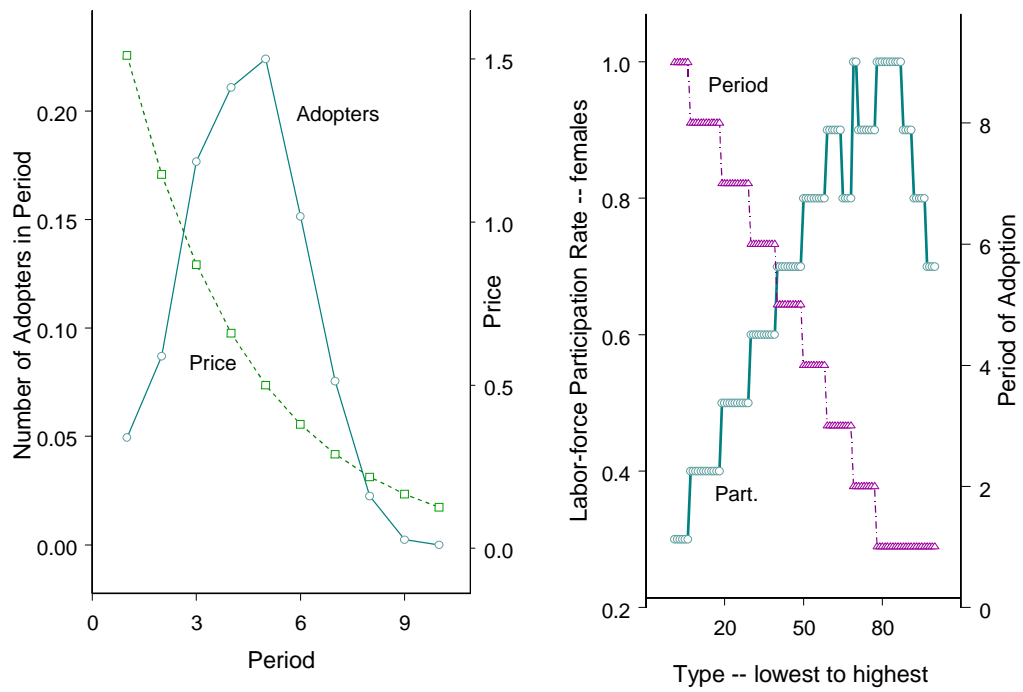 Number of Adopters in Period
0.20
0.15
0.10
0.05
0.00
Adopters
Price
1.5
1.0
0.5
0.0
Price
0
3
6
9
Period
Labor-force Participation Rate -- females
1.0
0.8
0.6
0.4
0.2
Period
Part.
8
6
4
2
0
Period of Adoption
20
50
80
Type -- lowest to highest